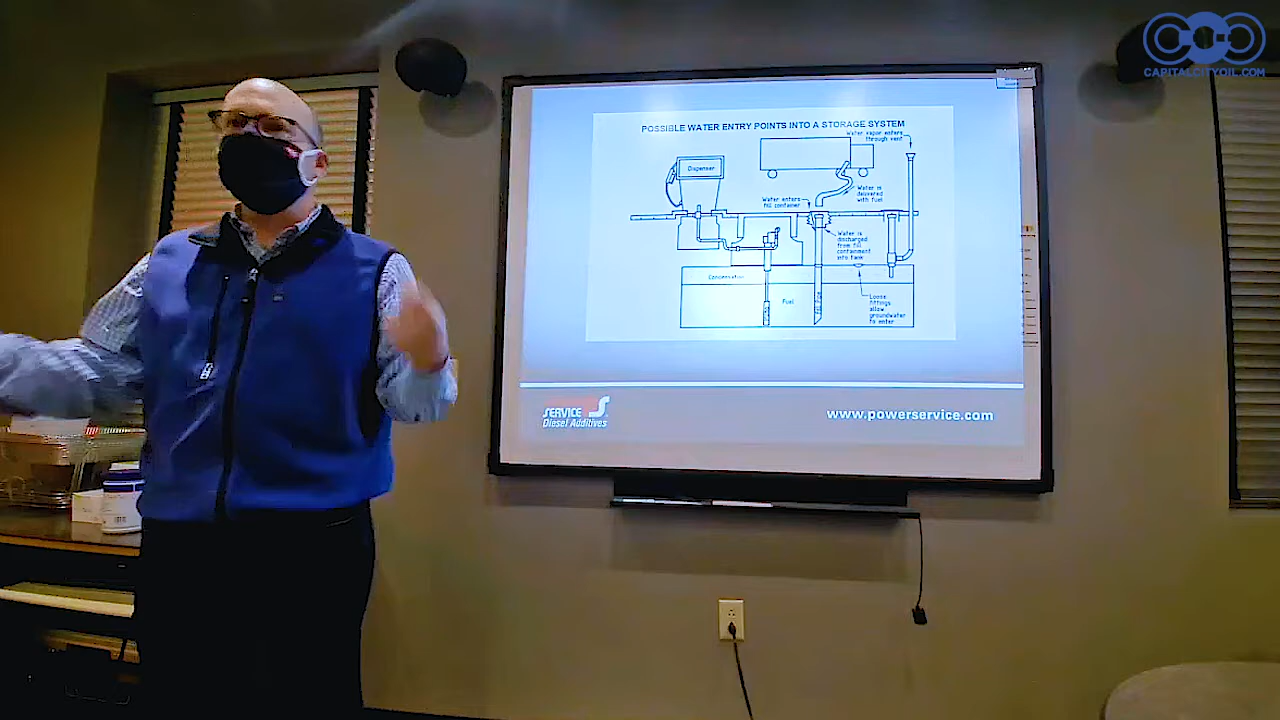 CAPITALCITYOIL.COM
POSSIBLE WATER ENTRY POINTS INTO A STORAGE SYSTEM
Water vapor enters
through vent
Dispenser
Water is
delivered
with fuel
Water enters
fill container
Water is
discharged
from fill
containment
into tank
Condensation
Fuel
Loose
fittings
allow
groundwater
to enter
SERVICE
Diesel Additives
www.powerservice.com